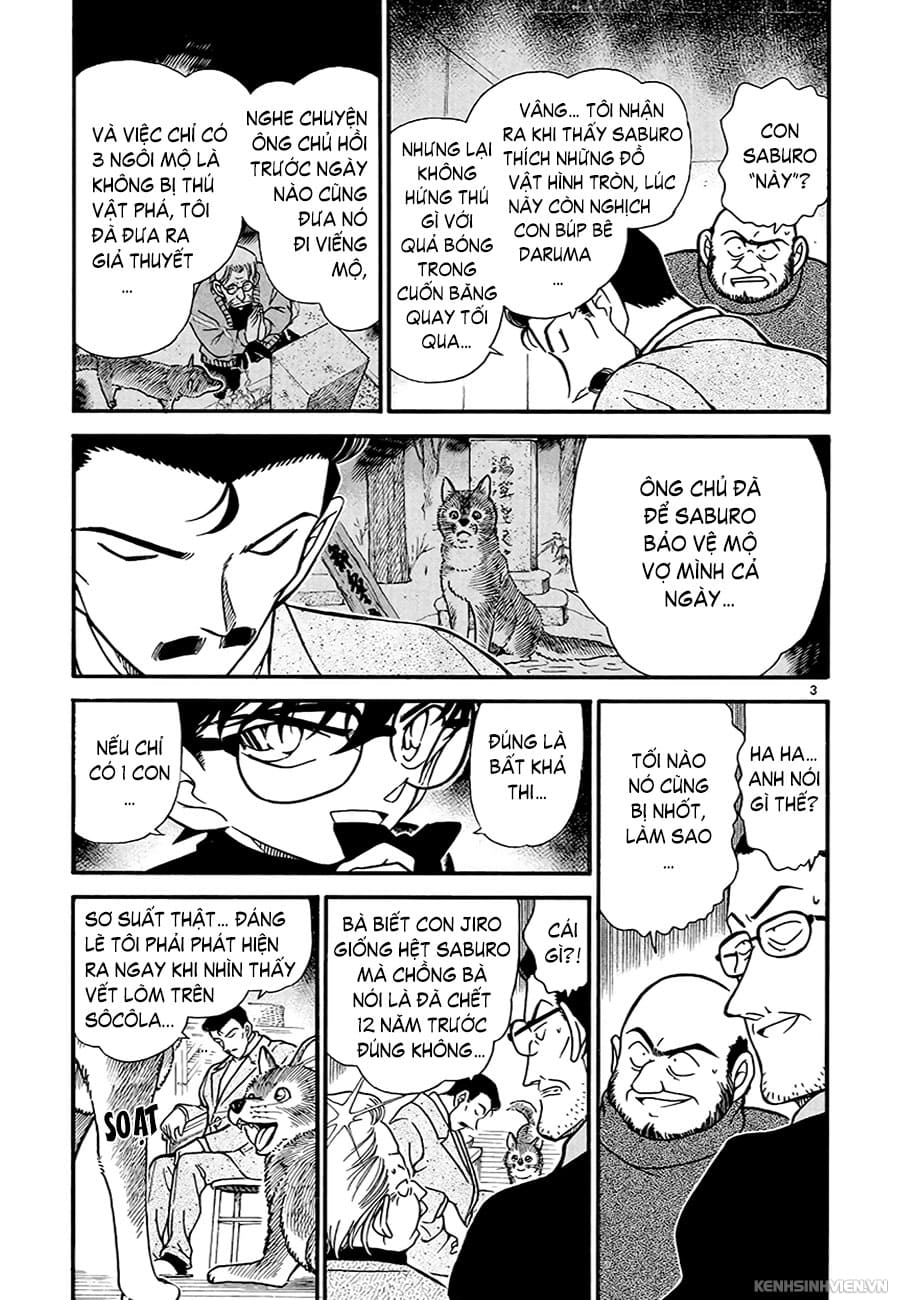 CON
SABURO
"NÀY"?
VÂNG... TÔI NHẬN
RA KHI THẤY SABURO
THÍCH NHỮNG ĐỒ
VẬT HÌNH TRÒN, LÚC
NÀY CÒN NGHỊCH
CON BÚP BÊ
DARUMA
...
NHƯNG LẠI
KHÔNG
HỨNG THÚ
GÌ VỚI
QUẢ BÓNG
TRONG
CUỐN BĂNG
QUAY TỐI
QUA...
NGHE CHUYỆN
ÔNG CHỦ HỒI
TRƯỚC NGÀY
NÀO CŨNG
ĐƯA NÓ
ĐI VIẾNG
MỘ,
VÀ VIỆC CHỈ CÓ
3 NGÔI MỘ LÀ
KHÔNG BỊ THÚ
VẬT PHÁ, TÔI
ĐÃ ĐƯA RA
GIẢ THUYẾT
...
ÔNG CHỦ ĐÃ
ĐỂ SABURO
BẢO VỆ MỘ
VỢ MÌNH CẢ
NGÀY...
3
HA HA...
ANH NÓI
GÌ THẾ?
TỐI NÀO
NÓ CŨNG
BỊ NHỐT,
LÀM SAO
...
ĐÚNG LÀ
BẤT KHẢ
THI...
NẾU CHỈ
CÓ 1 CON
...
CÁI
GÌ?!
BÀ BIẾT CON JIRO
GIỐNG HỆT SABURO
MÀ CHỒNG BÀ
NÓI LÀ ĐÃ CHẾT
12 NĂM TRƯỚC
ĐÚNG KHÔNG...
SƠ SUẤT THẬT... ĐÁNG
LẼ TÔI PHẢI PHÁT HIỆN
RA NGAY KHI NHÌN THẤY
VẾT LÕM TRÊN
SÔCÔLA...
SOẠT
KENHSINHVIEN.VN